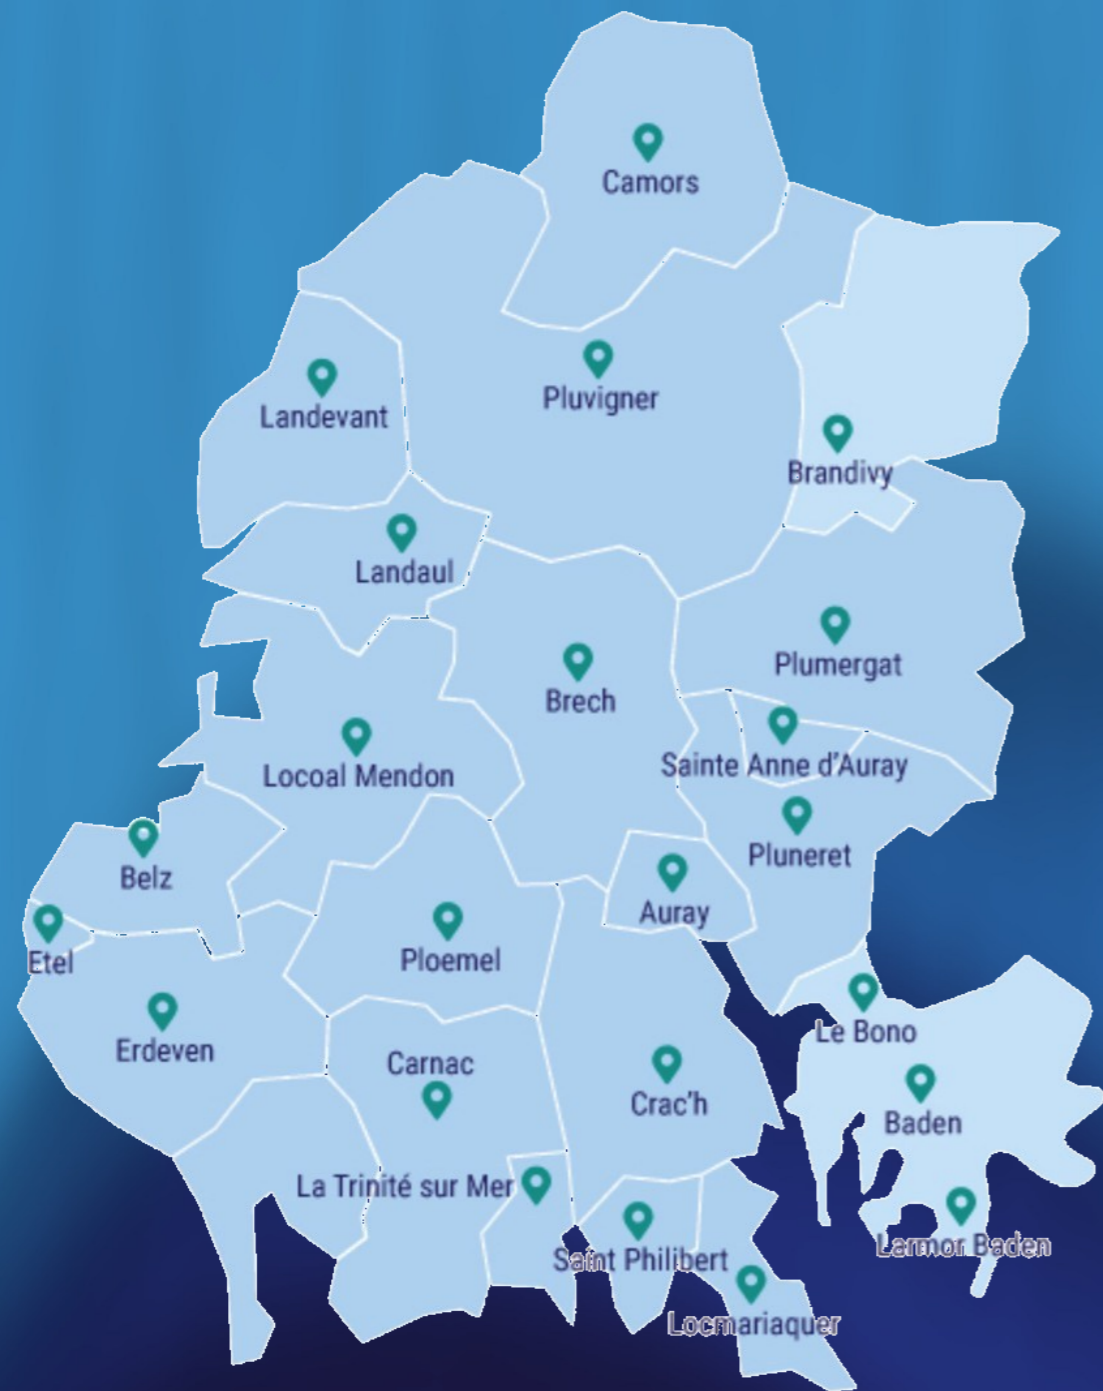 Camors
Pluvigner
Landevant
Brandivy
Landaul
Plumergat
Brech
Sainte Anne d'Auray
Locoal Mendon
Pluneret
Belz
Auray
Etel
Ploemel
Le Bono
Erdeven
Carnac
Crac'h
Baden
La Trinité sur Mer
Larmor Baden
Saint Philibert
Locmariaquer